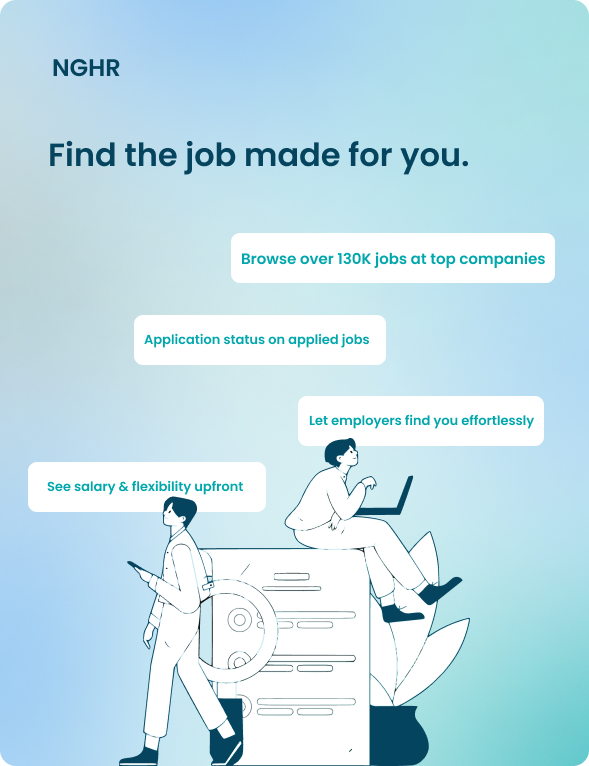 NGHR
Find the job made for you.
Browse over 130K jobs at top companies
Application status on applied jobs
Let employers find you effortlessly
See salary & flexibility upfront